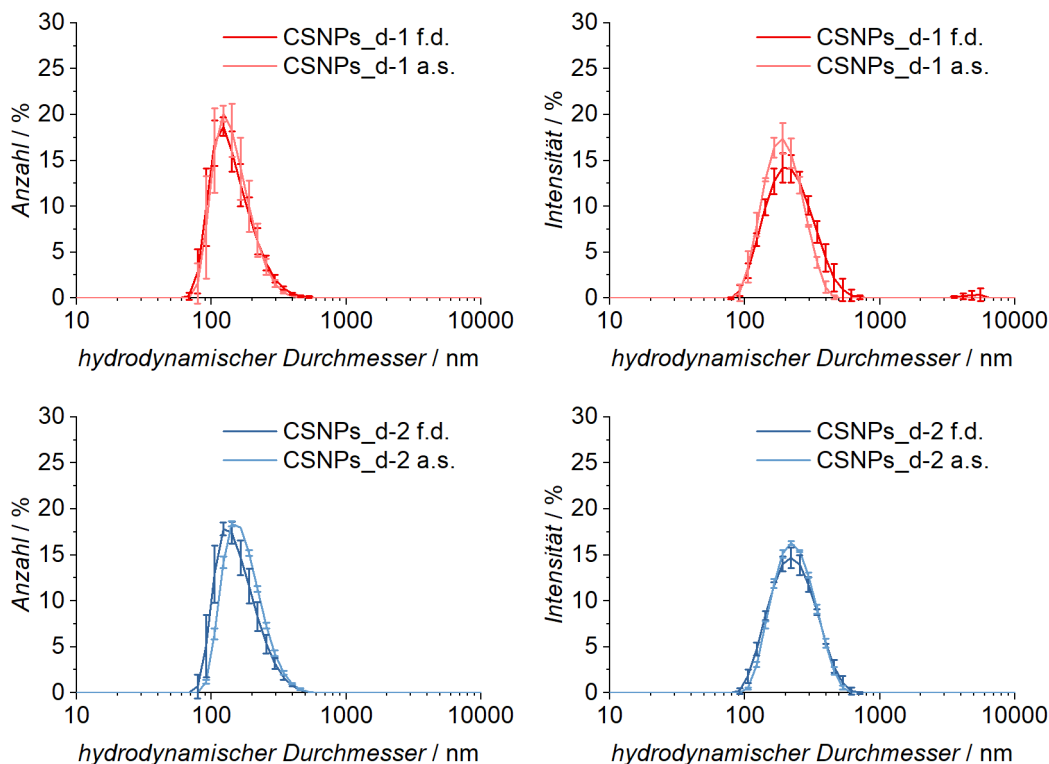 CSNPs_d-1 f.d.
CSNPs_d-1 a.s.
Anzahl / %
30
25
20
15
10
5
0
10 100 1000 10000
hydrodynamischer Durchmesser / nm
CSNPs_d-1 f.d.
CSNPs_d-1 a.s.
Intensität / %
30
25
20
15
10
5
0
10 100 1000 10000
hydrodynamischer Durchmesser / nm
CSNPs_d-2 f.d.
CSNPs_d-2 a.s.
Anzahl / %
30
25
20
15
10
5
0
10 100 1000 10000
hydrodynamischer Durchmesser / nm
CSNPs_d-2 f.d.
CSNPs_d-2 a.s.
Intensität / %
30
25
20
15
10
5
0
10 100 1000 10000
hydrodynamischer Durchmesser / nm